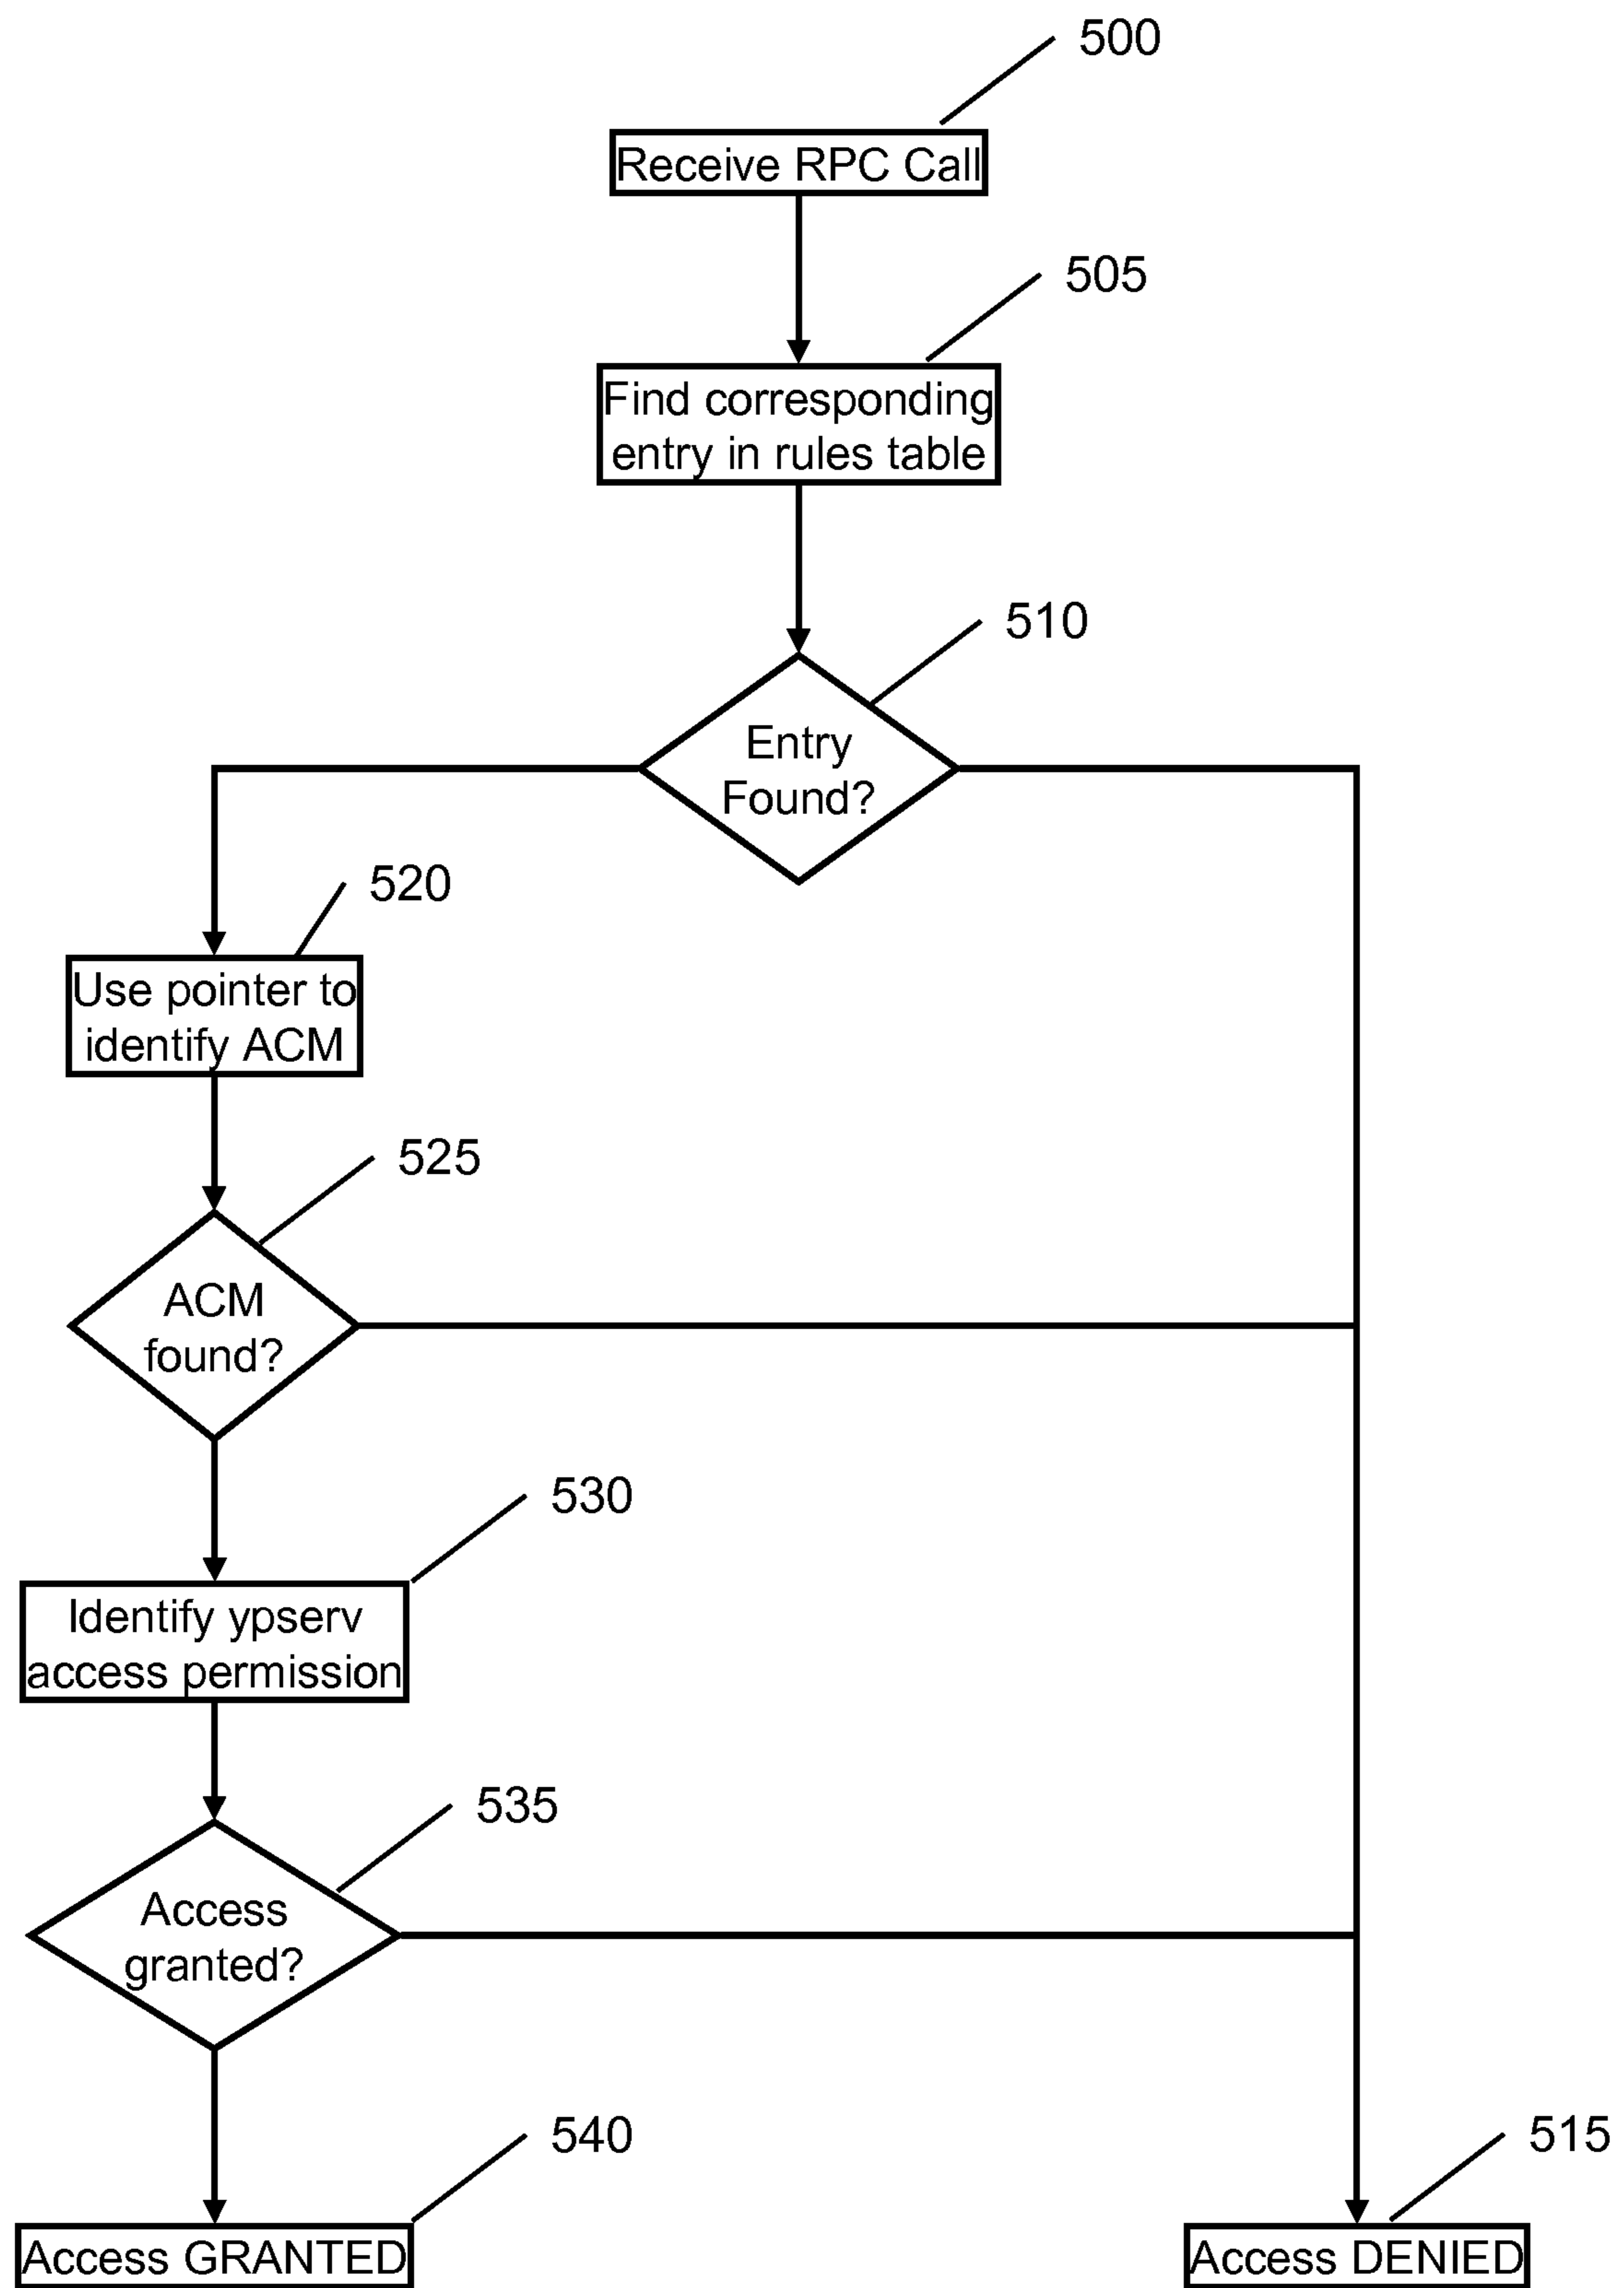 500
Receive RPC Call
505
Find corresponding
entry in rules table
510
Entry
Found?
520
Use pointer to
identify ACM
525
ACM
found?
530
Identify ypserv
access permission
535
Access
granted?
540
515
Access GRANTED
Access DENIED